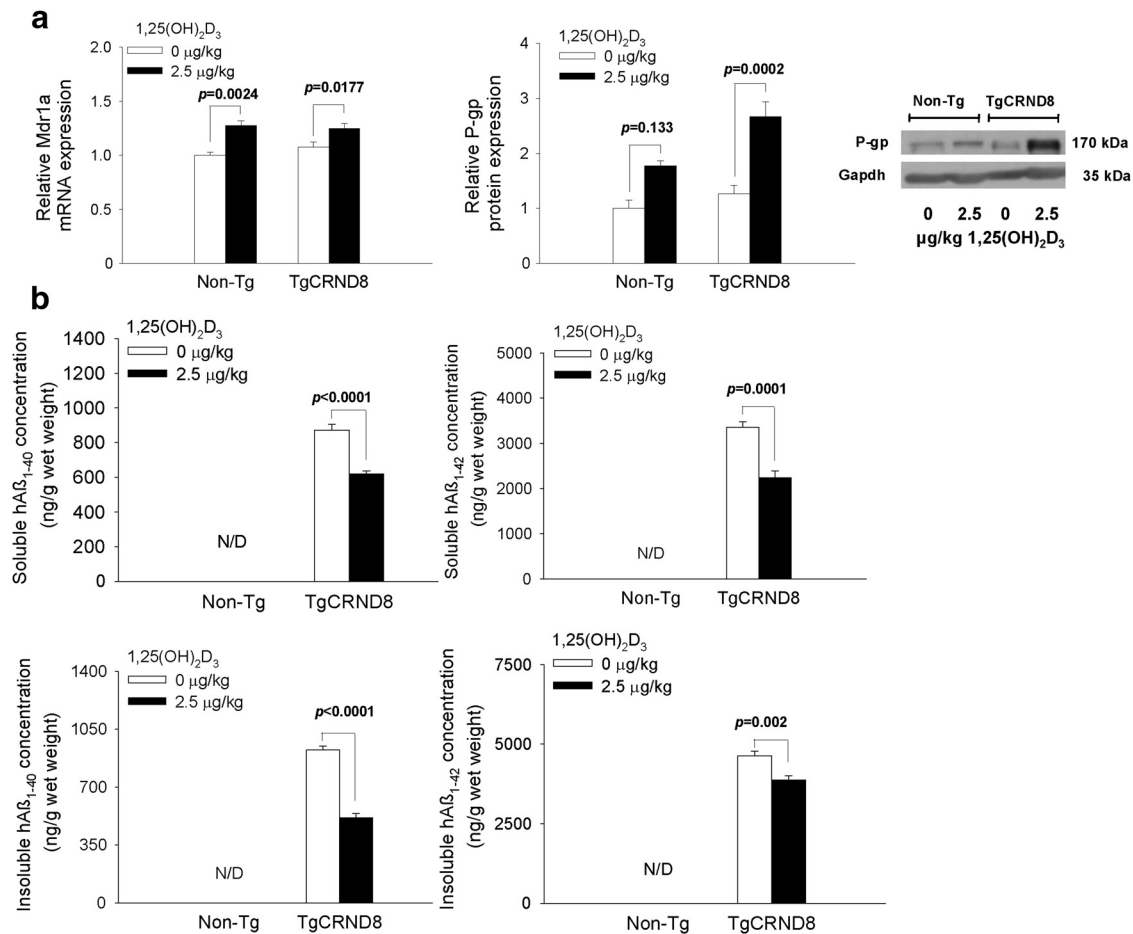 a
Relative Mdr1a
mRNA expression
1,25(OH)₂D₃
0 µg/kg
2.5 µg/kg
2.0
1.5
1.0
0.5
0
p=0.0024
p=0.0177
Non-Tg
TgCRND8
Relative P-gp
protein expression
1,25(OH)₂D₃
0 µg/kg
2.5 µg/kg
4
3
2
1
0
p=0.133
p=0.0002
Non-Tg
TgCRND8
Non-Tg
TgCRND8
P-gp
170 kDa
Gapdh
35 kDa
0 2.5 0 2.5
µg/kg 1,25(OH)₂D₃
b
Soluble hAß₁₋₄₀ concentration
(ng/g wet weight)
1,25(OH)₂D₃
0 µg/kg
2.5 µg/kg
1400
1200
1000
800
600
400
200
0
p<0.0001
N/D
Non-Tg
TgCRND8
Soluble hAß₁₋₄₂ concentration
(ng/g wet weight)
1,25(OH)₂D₃
0 µg/kg
2.5 µg/kg
5000
4000
3000
2000
1000
0
p=0.0001
N/D
Non-Tg
TgCRND8
Insoluble hAß₁₋₄₀ concentration
(ng/g wet weight)
1,25(OH)₂D₃
0 µg/kg
2.5 µg/kg
1400
1050
700
350
0
p<0.0001
N/D
Non-Tg
TgCRND8
Insoluble hAß₁₋₄₂ concentration
(ng/g wet weight)
1,25(OH)₂D₃
0 µg/kg
2.5 µg/kg
7500
5000
2500
0
p=0.002
N/D
Non-Tg
TgCRND8